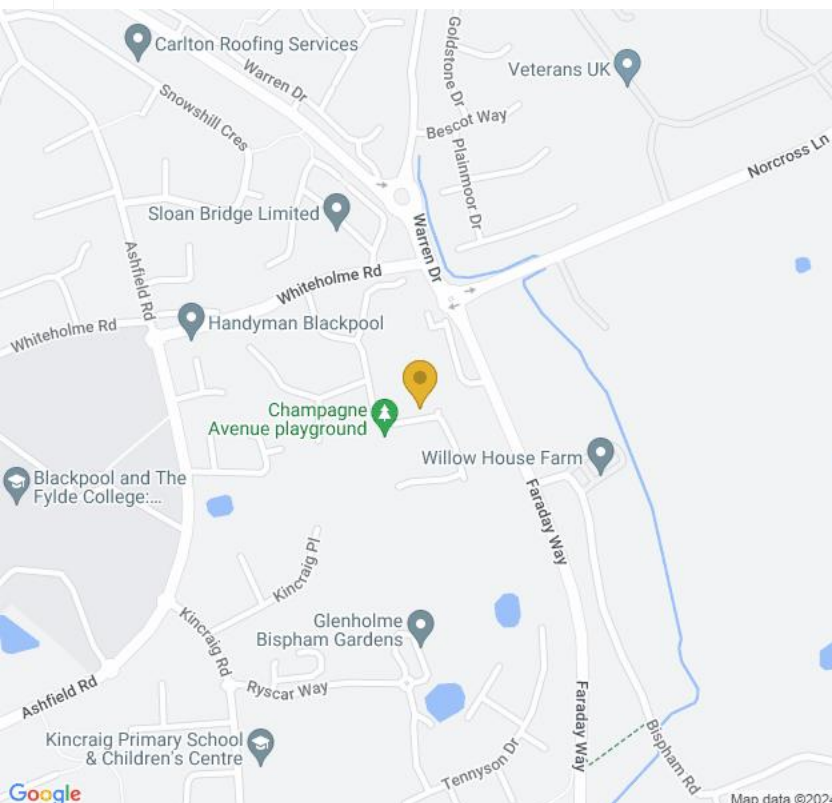 Carlton Roofing Services
Warren Dr
Snowshill Cres
Goldstone Dr
Veterans UK
Bescot Way
Plainmoor Dr
Norcross Ln
Sloan Bridge Limited
Warren Dr
Ashfield Rd
Whiteholme Rd
Whiteholme Rd
Handyman Blackpool
Champagne
Avenue playground
Willow House Farm
Blackpool and The
Fylde College:...
Faraday Way
Kincraig Pl
Glenholme
Bispham Gardens
Kincraig Rd
Ashfield Rd
Ryscar Way
Faraday Way
Kincraig Primary School
& Children's Centre
Tennyson Dr
Bispham Rd
Google
Map data ©2024